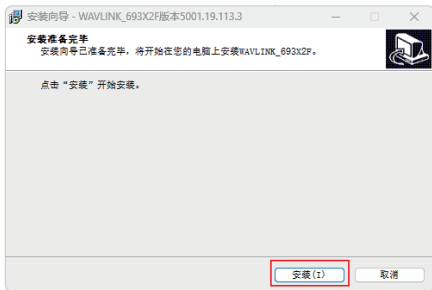 安装向导 - WAVLINK_693X2F版本5001.19.113.3
安装准备完毕
安装向导已准备完毕，将开始在您的电脑上安装WAVLINK_693X2F。
点击“安装”开始安装。
安装(I)
取消